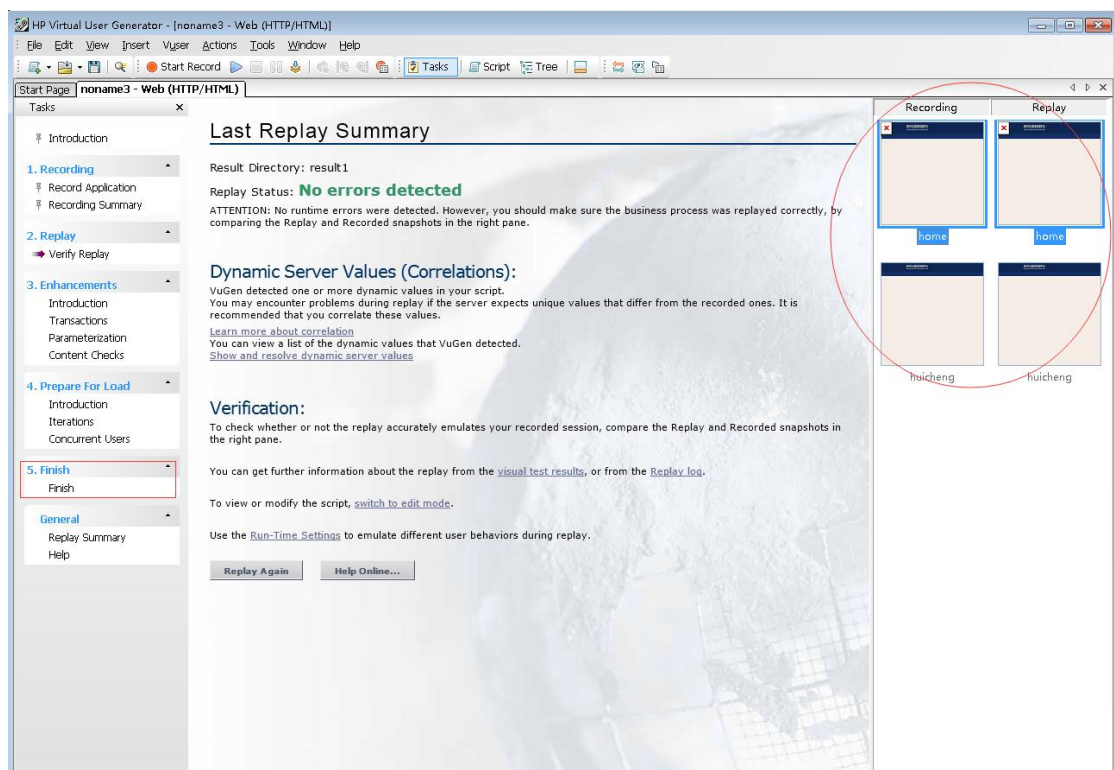 HP Virtual User Generator - [noname3 - Web (HTTP/HTML)]
File Edit View Insert Vuser Actions Tools Window Help
Start Record Tasks Script Tree
Start Page noname3 - Web (HTTP/HTML)
Tasks
Introduction
1. Recording
Record Application
Recording Summary
2. Replay
Verify Replay
3. Enhancements
Introduction
Transactions
Parameterization
Content Checks
4. Prepare For Load
Introduction
Iterations
Concurrent Users
5. Finish
Finish
General
Replay Summary
Help
Last Replay Summary
Result Directory: result1
Replay Status: No errors detected
ATTENTION: No runtime errors were detected. However, you should make sure the business process was replayed correctly, by
comparing the Replay and Recorded snapshots in the right pane.
Dynamic Server Values (Correlations):
VuGen detected one or more dynamic values in your script.
You may encounter problems during replay if the server expects unique values that differ from the recorded ones. It is
recommended that you correlate these values.
Learn more about correlation
You can view a list of the dynamic values that VuGen detected.
Show and resolve dynamic server values
Verification:
To check whether or not the replay accurately emulates your recorded session, compare the Replay and Recorded snapshots in
the right pane.
You can get further information about the replay from the visual test results, or from the Replay log.
To view or modify the script, switch to edit mode.
Use the Run-Time Settings to emulate different user behaviors during replay.
Replay Again Help Online...
Recording Replay
home home
huicheng huicheng